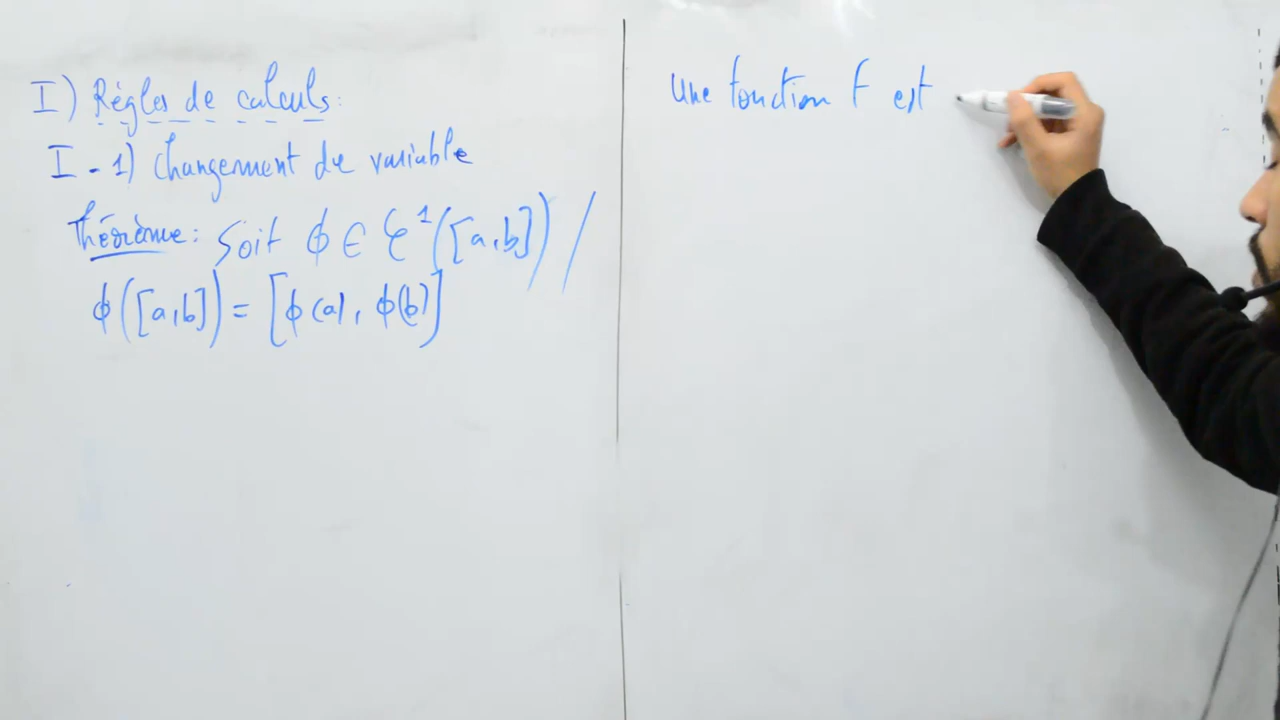 I) Règles de calculs:
I-1) changement de variable
théorème: Soit ϕ ∈ C¹([a,b]) /
ϕ([a,b]) = [ϕ(a), ϕ(b)]
Une fonction f est